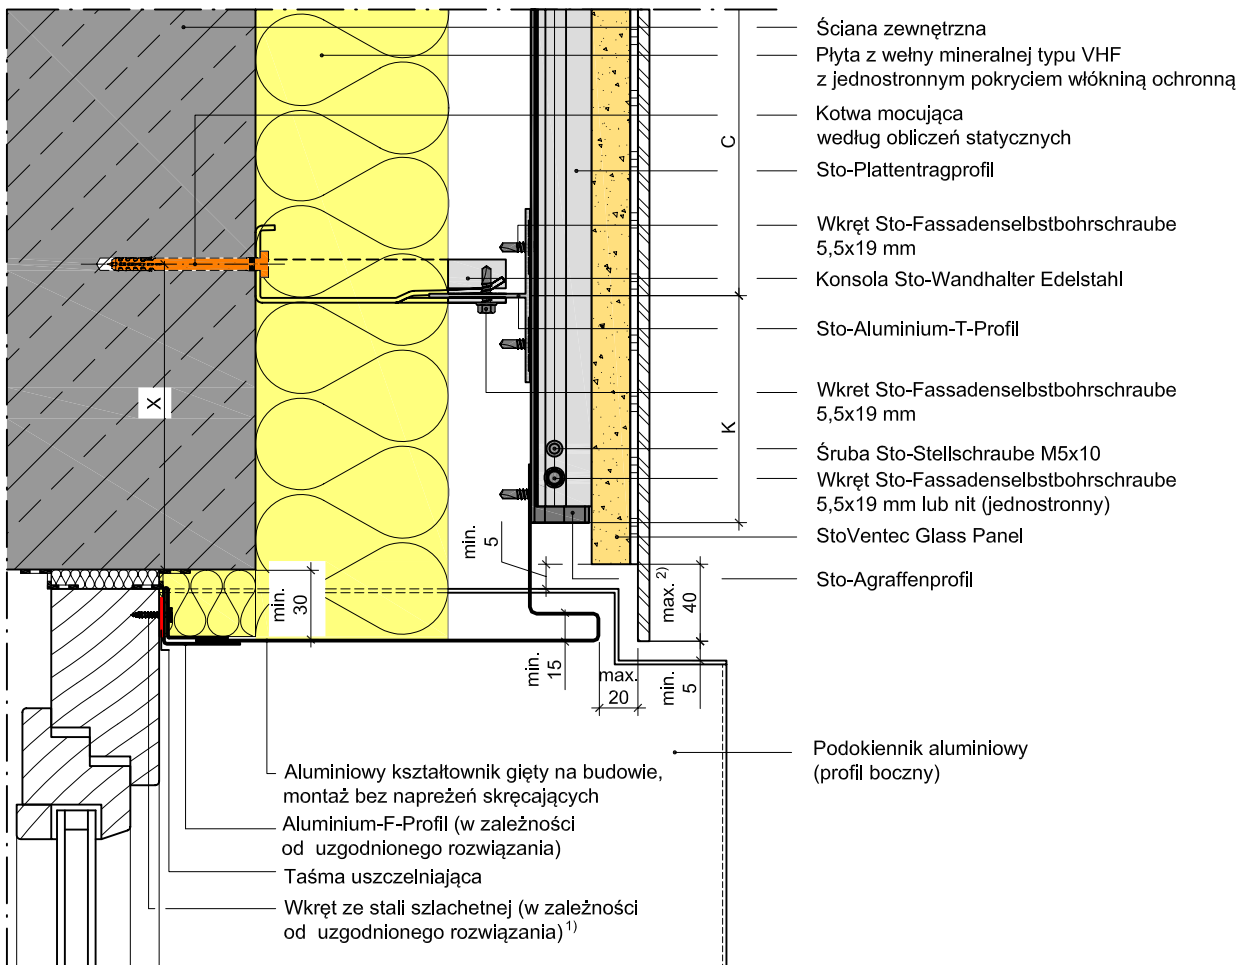 Ściana zewnętrzna
Płyta z wełny mineralnej typu VHF
z jednostronnym pokryciem włókniną ochronną
Kotwa mocująca
według obliczeń statycznych
Sto-Plattentragprofil
Wkręt Sto-Fassadenselbstbohrschraube
5,5x19 mm
Konsola Sto-Wandhalter Edelstahl
Sto-Aluminium-T-Profil
Wkret Sto-Fassadenselbstbohrschraube
5,5x19 mm
Śruba Sto-Stellschraube M5x10
Wkręt Sto-Fassadenselbstbohrschraube
5,5x19 mm lub nit (jednostronny)
StoVentec Glass Panel
Sto-Agraffenprofil
C
K
X
min.
5
min.
30
max. 2)
40
min.
15
max.
20
min.
5
Podokiennik aluminiowy
(profil boczny)
Aluminiowy kształtownik gięty na budowie,
montaż bez naprężeń skręcających
Aluminium-F-Profil (w zależności
od uzgodnionego rozwiązania)
Taśma uszczelniająca
Wkręt ze stali szlachetnej (w zależności
od uzgodnionego rozwiązania) 1)